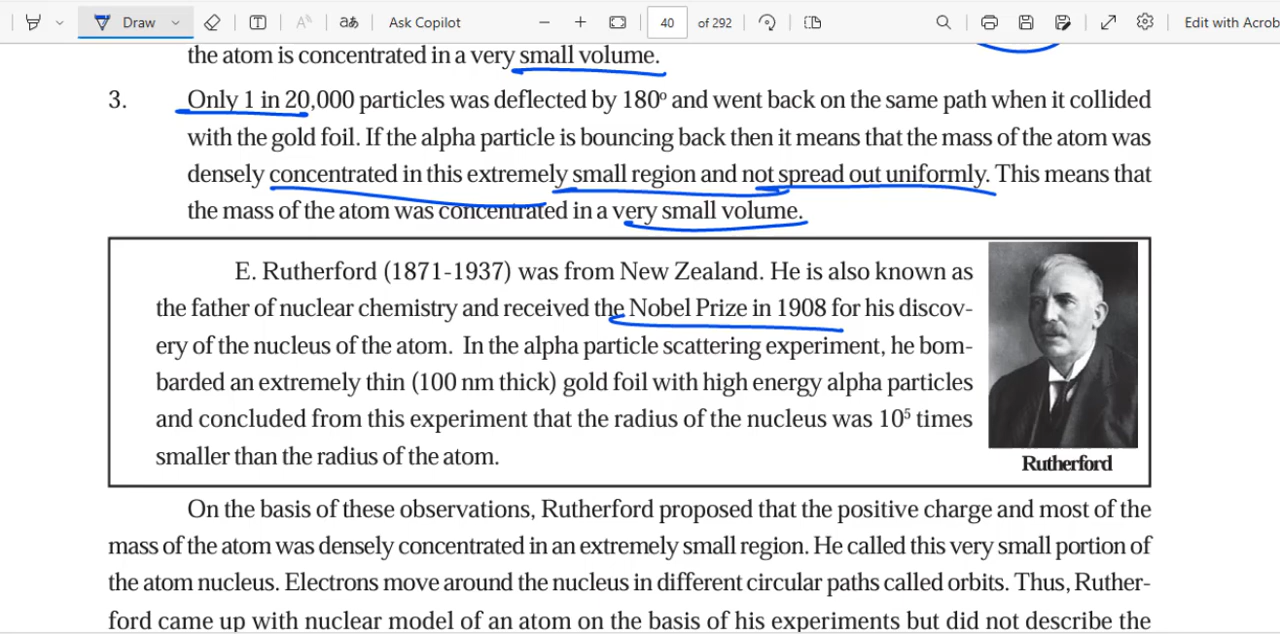 Draw
A
aあ
Ask Copilot
40
of 292
Edit with Acrob
the atom is concentrated in a very small volume.
3. Only 1 in 20,000 particles was deflected by 180º and went back on the same path when it collided
with the gold foil. If the alpha particle is bouncing back then it means that the mass of the atom was
densely concentrated in this extremely small region and not spread out uniformly. This means that
the mass of the atom was concentrated in a very small volume.
E. Rutherford (1871-1937) was from New Zealand. He is also known as
the father of nuclear chemistry and received the Nobel Prize in 1908 for his discov-
ery of the nucleus of the atom. In the alpha particle scattering experiment, he bom-
barded an extremely thin (100 nm thick) gold foil with high energy alpha particles
and concluded from this experiment that the radius of the nucleus was 10⁵ times
smaller than the radius of the atom.
Rutherford
On the basis of these observations, Rutherford proposed that the positive charge and most of the
mass of the atom was densely concentrated in an extremely small region. He called this very small portion of
the atom nucleus. Electrons move around the nucleus in different circular paths called orbits. Thus, Ruther-
ford came up with nuclear model of an atom on the basis of his experiments but did not describe the